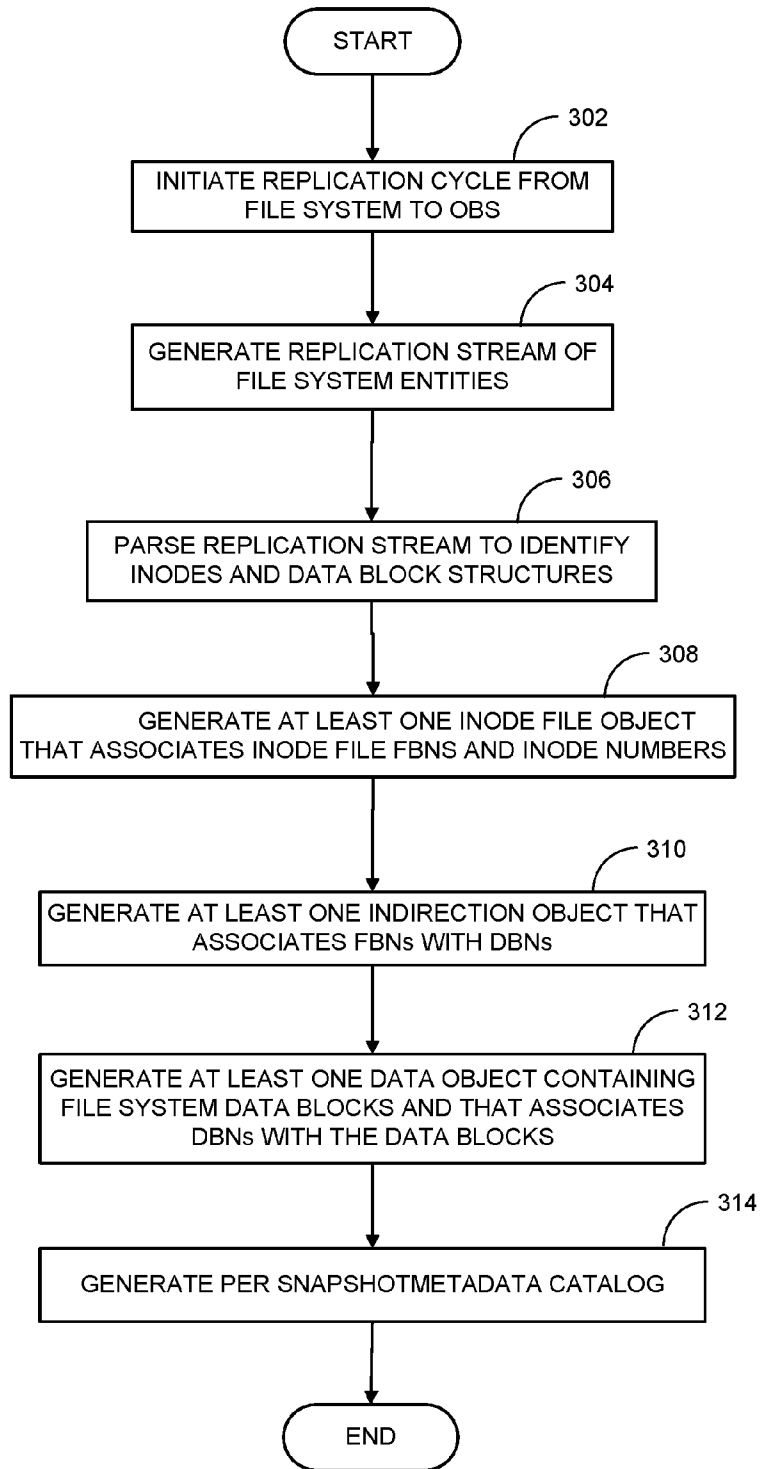 START
302
INITIATE REPLICATION CYCLE FROM
FILE SYSTEM TO OBS
304
GENERATE REPLICATION STREAM OF
FILE SYSTEM ENTITIES
306
PARSE REPLICATION STREAM TO IDENTIFY
INODES AND DATA BLOCK STRUCTURES
308
GENERATE AT LEAST ONE INODE FILE OBJECT
THAT ASSOCIATES INODE FILE FBNS AND INODE NUMBERS
310
GENERATE AT LEAST ONE INDIRECTION OBJECT THAT
ASSOCIATES FBNs WITH DBNs
312
GENERATE AT LEAST ONE DATA OBJECT CONTAINING
FILE SYSTEM DATA BLOCKS AND THAT ASSOCIATES
DBNs WITH THE DATA BLOCKS
314
GENERATE PER SNAPSHOTMETADATA CATALOG
END